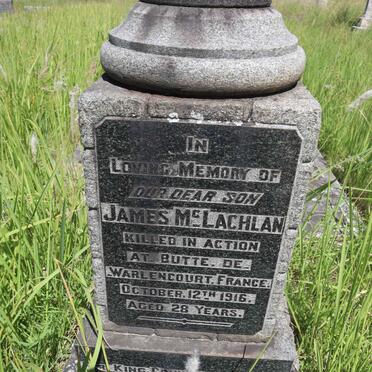 IN
LOVING MEMORY OF
OUR DEAR SON
JAMES McLACHLAN
KILLED IN ACTION
AT BUTTE. DE
WARLENCOURT. FRANCE.
OCTOBER. 12TH 1916.
AGED 28 YEARS.
KING